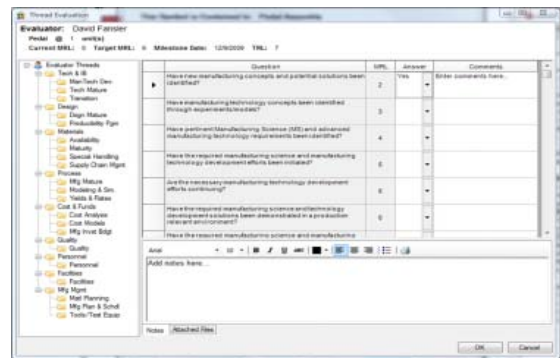 Thread Evaluation
Evaluator: David Fansler
Pedal @ 1 unit(s)
Current MRL: Target MRL: Milestone Date: 12/9/2009 TRL: 7
Evaluator Threads
Tech & IB
ManTech Dev
Tech Mature
Transition
Design
Dsgn Mature
Producibility Pgm
Materials
Availability
Maturity
Special Handling
Supply Chain Mgmt
Process
Mfg Mature
Modeling & Sim.
Yields & Rates
Cost & Funds
Cost Analysis
Cost Models
Mfg Invst Bdgt
Quality
Quality
Personnel
Personnel
Facilities
Facilities
Mfg Mgmt
Matl Planning
Mfg Plan & Schdl
Tools/Test Equip
Question MRL Answer Comments
Have new manufacturing concepts and potential solutions been
identified?
2 Yes Enter comments here...
Have manufacturing technology concepts been identified
through experiments/models?
3
Have pertinent Manufacturing Science (MS) and advanced
manufacturing technology requirements been identified?
4
Have the required manufacturing science and manufacturing
technology development efforts been initiated?
5
Are the necessary manufacturing technology development
efforts continuing?
Have the required manufacturing science and technology
development solutions been demonstrated in a production
relevant environment?
Have the required manufacturing science and manufacturing
Arial 10 B I U ABC A
Add notes here...
Notes Attached Files
OK Cancel